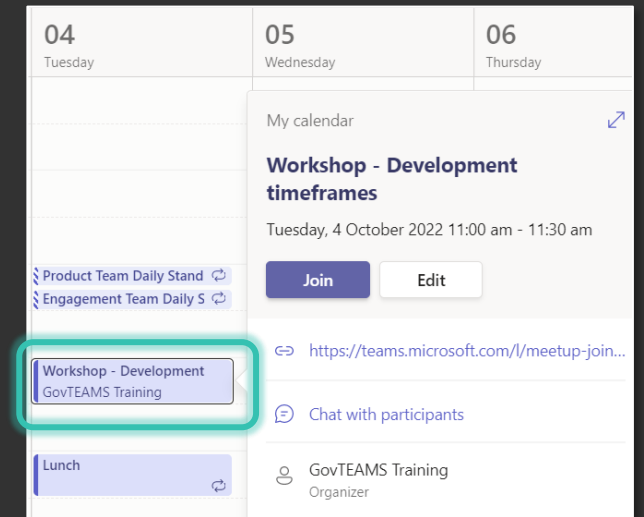 04
Tuesday
05
Wednesday
06
Thursday
Product Team Daily Stand
Engagement Team Daily S
Workshop - Development
GovTEAMS Training
Lunch
My calendar
Workshop - Development
timeframes
Tuesday, 4 October 2022 11:00 am - 11:30 am
Join
Edit
https://teams.microsoft.com/l/meetup-join...
Chat with participants
GovTEAMS Training
Organizer